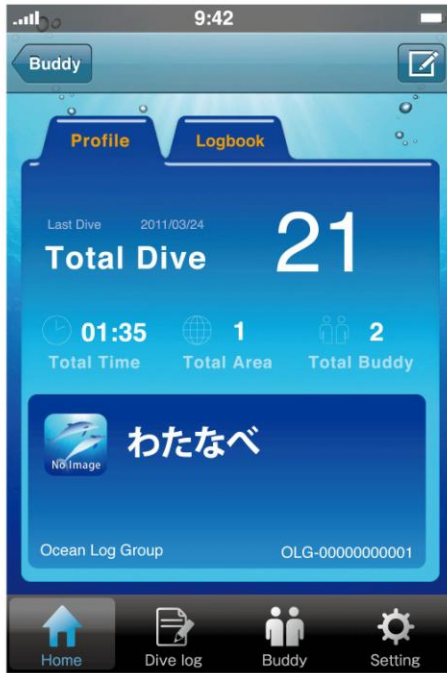 9:42
Buddy
Profile
Logbook
Last Dive 2011/03/24
Total Dive
21
01:35
1
2
Total Time
Total Area
Total Buddy
No Image
わたなべ
Ocean Log Group
OLG-00000000001
Home
Dive log
Buddy
Setting